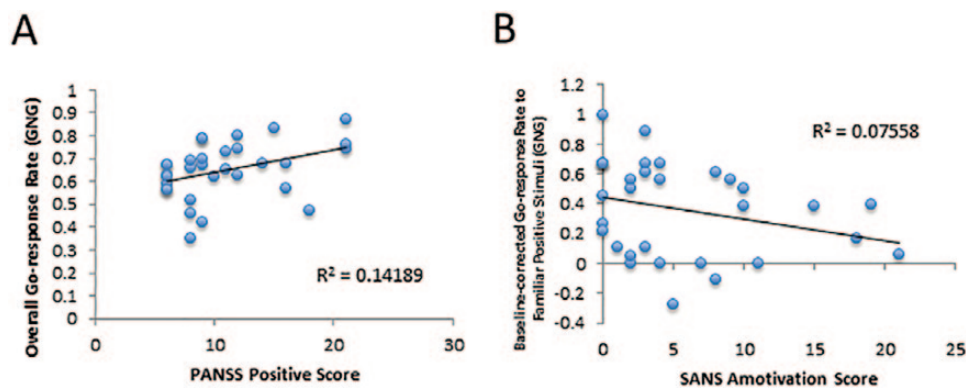 A
Overall Go-response Rate (GNG)
1
0.9
0.8
0.7
0.6
0.5
0.4
0.3
0.2
0.1
0
R² = 0.14189
0 10 20 30
PANSS Positive Score
B
Baseline-corrected Go-response Rate to
Familiar Positive Stimuli (GNG)
1.2
1
0.8
0.6
0.4
0.2
0
-0.2
-0.4
R² = 0.07558
0 5 10 15 20 25
SANS Amotivation Score